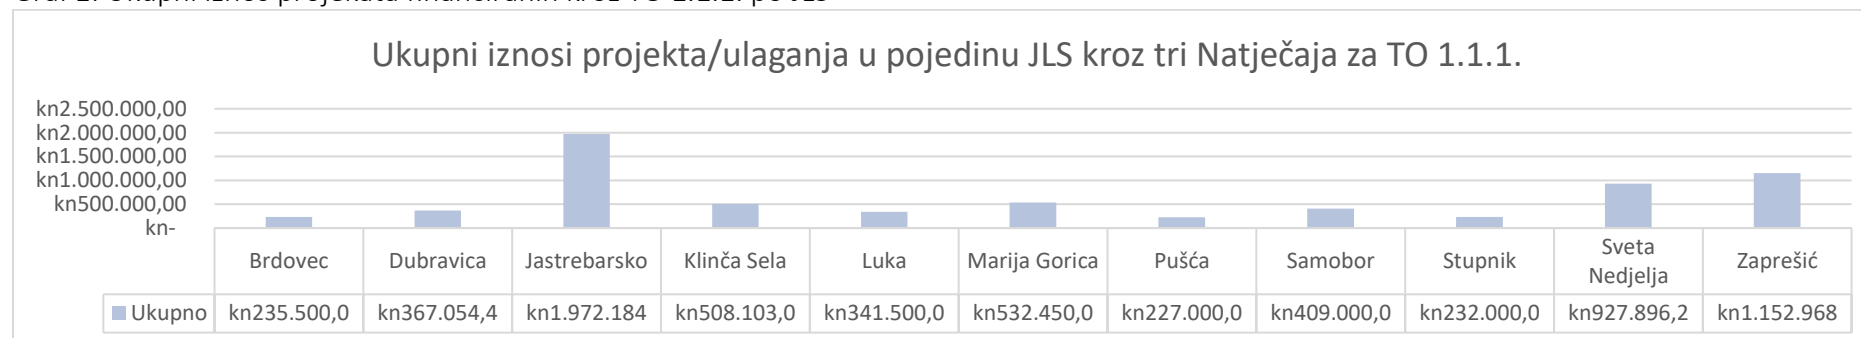 Ukupni iznosi projekta/ulaganja u pojedinu JLS kroz tri Natječaja za TO 1.1.1.
kn2.500.000,00
kn2.000.000,00
kn1.500.000,00
kn1.000.000,00
kn500.000,00
kn-
Brdovec Dubravica Jastrebarsko Klinča Sela Luka Marija Gorica Pušća Samobor Stupnik Sveta Nedjelja Zaprešić
Ukupno kn235.500,0 kn367.054,4 kn1.972.184 kn508.103,0 kn341.500,0 kn532.450,0 kn227.000,0 kn409.000,0 kn232.000,0 kn927.896,2 kn1.152.968